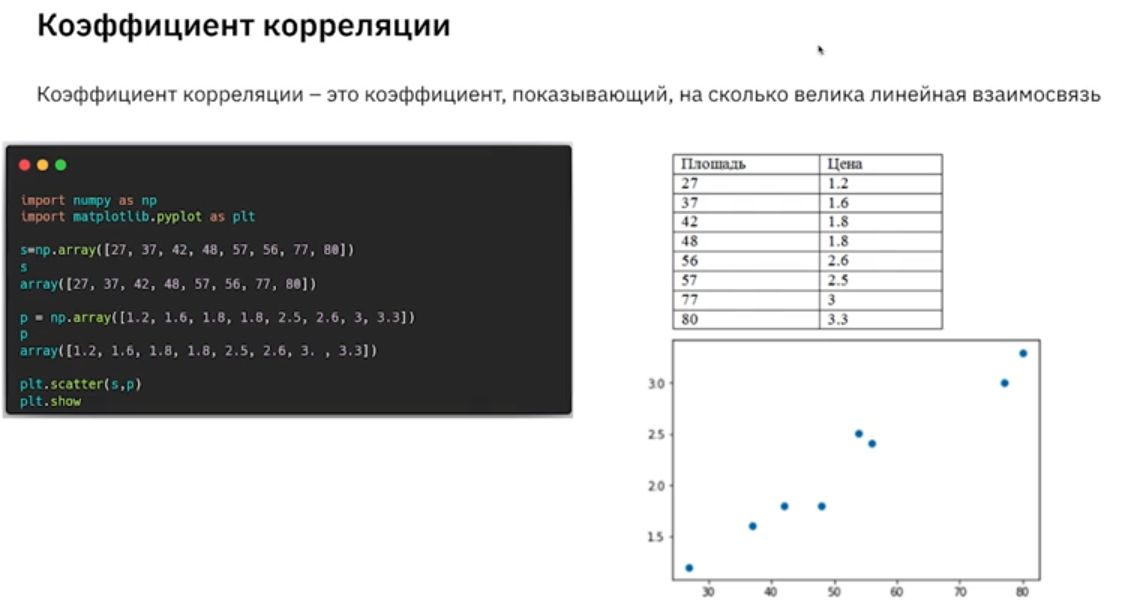 Коэффициент корреляции
Коэффициент корреляции – это коэффициент, показывающий, на сколько велика линейная взаимосвязь
import numpy as np
import matplotlib.pyplot as plt
s=np.array([27, 37, 42, 48, 57, 56, 77, 80])
s
array([27, 37, 42, 48, 57, 56, 77, 80])
p = np.array([1.2, 1.6, 1.8, 1.8, 2.5, 2.6, 3, 3.3])
p
array([1.2, 1.6, 1.8, 1.8, 2.5, 2.6, 3. , 3.3])
plt.scatter(s,p)
plt.show
Площадь Цена
27 1.2
37 1.6
42 1.8
48 1.8
56 2.6
57 2.5
77 3
80 3.3
3.0
2.5
2.0
1.5
30 40 50 60 70 80